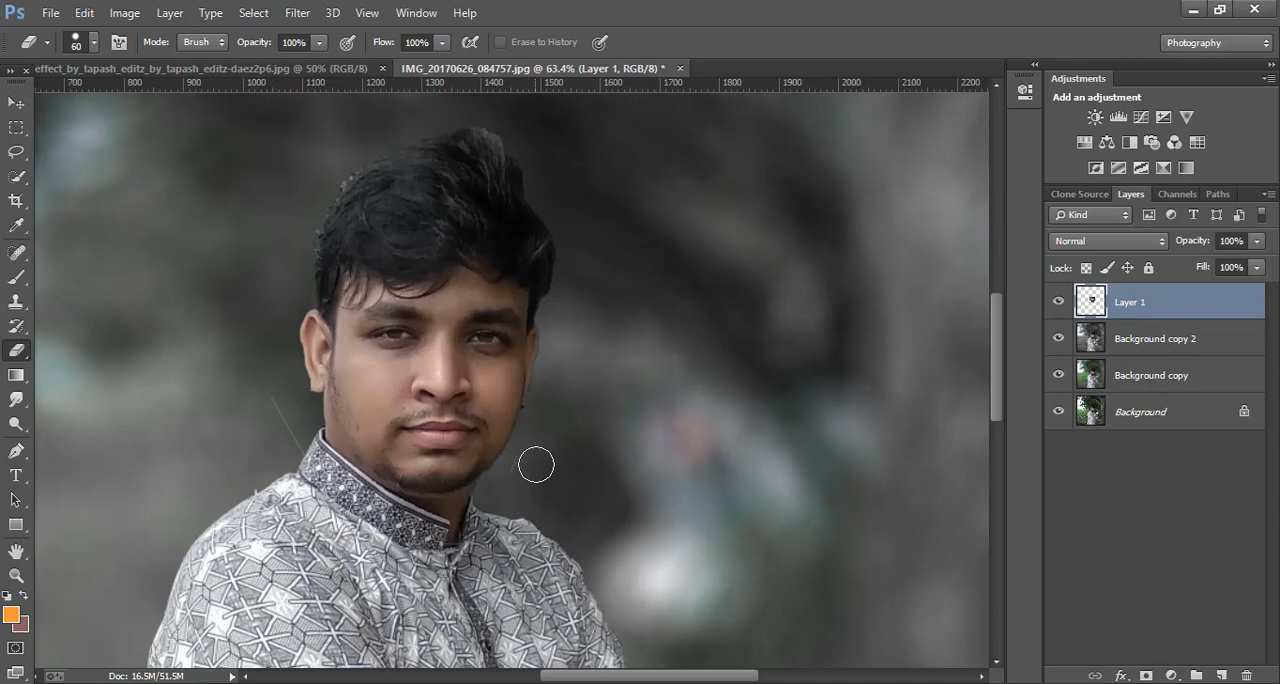 Ps File Edit Image Layer Type Select Filter 3D View Window Help
60 Mode: Brush Opacity: 100% Flow: 100% Erase to History Photography
effect_by_tapash_editz_by_tapash_editz-daez2p6.jpg @ 50% (RGB/8) × IMG_20170626_084757.jpg @ 63.4% (Layer 1, RGB/8) * ×
700 800 900 1000 1100 1200 1300 1400 1500 1600 1700 1800 1900 2000 2100 2200
Adjustments
Add an adjustment
Clone Source Layers Channels Paths
Kind
Normal Opacity: 100%
Lock: Fill: 100%
Layer 1
Background copy 2
Background copy
Background
Doc: 16.5M/51.5M